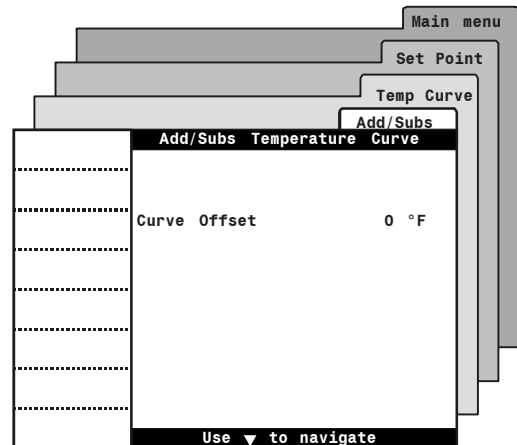 Main menu
Set Point
Temp Curve
Add/Subs
Add/Subs Temperature Curve
Curve Offset 0 °F
Use ▼ to navigate